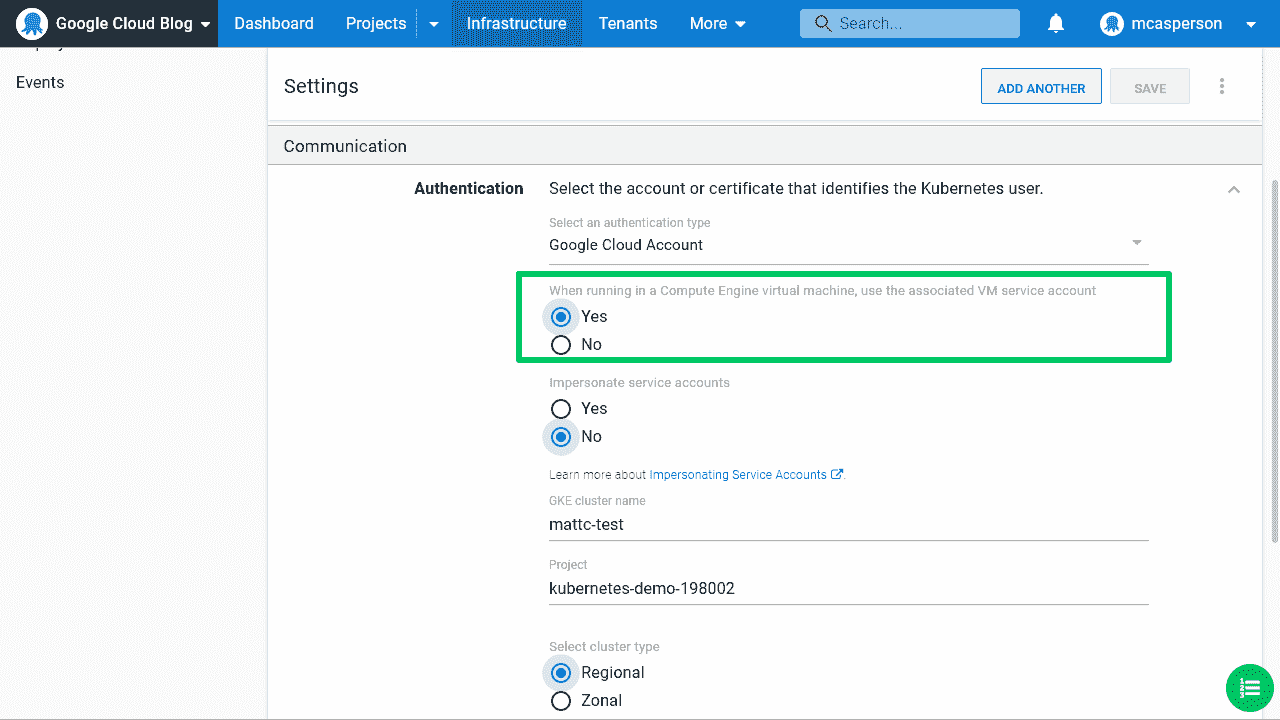 Google Cloud Blog Dashboard Projects Infrastructure Tenants More Search... mcasperson
Events
Settings ADD ANOTHER SAVE
Communication
Authentication Select the account or certificate that identifies the Kubernetes user.
Select an authentication type
Google Cloud Account
When running in a Compute Engine virtual machine, use the associated VM service account
Yes
No
Impersonate service accounts
Yes
No
Learn more about Impersonating Service Accounts.
GKE cluster name
mattc-test
Project
kubernetes-demo-198002
Select cluster type
Regional
Zonal